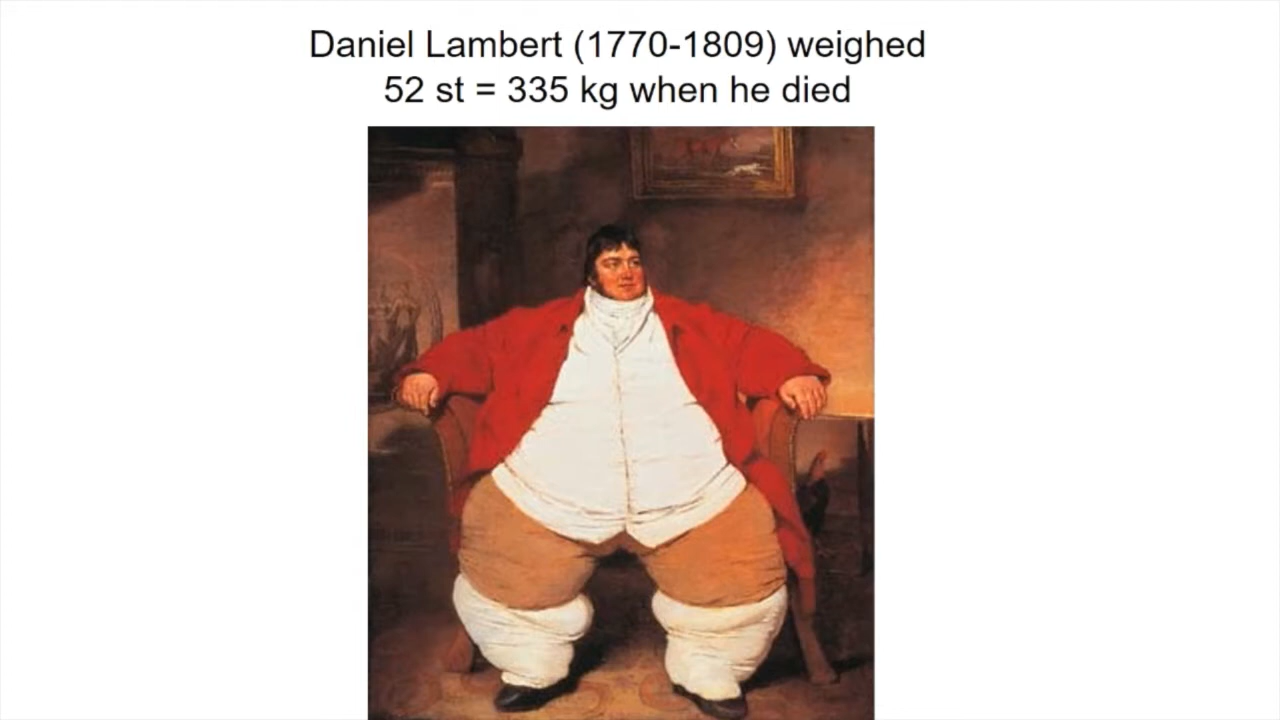 Daniel Lambert (1770-1809) weighed
52 st = 335 kg when he died